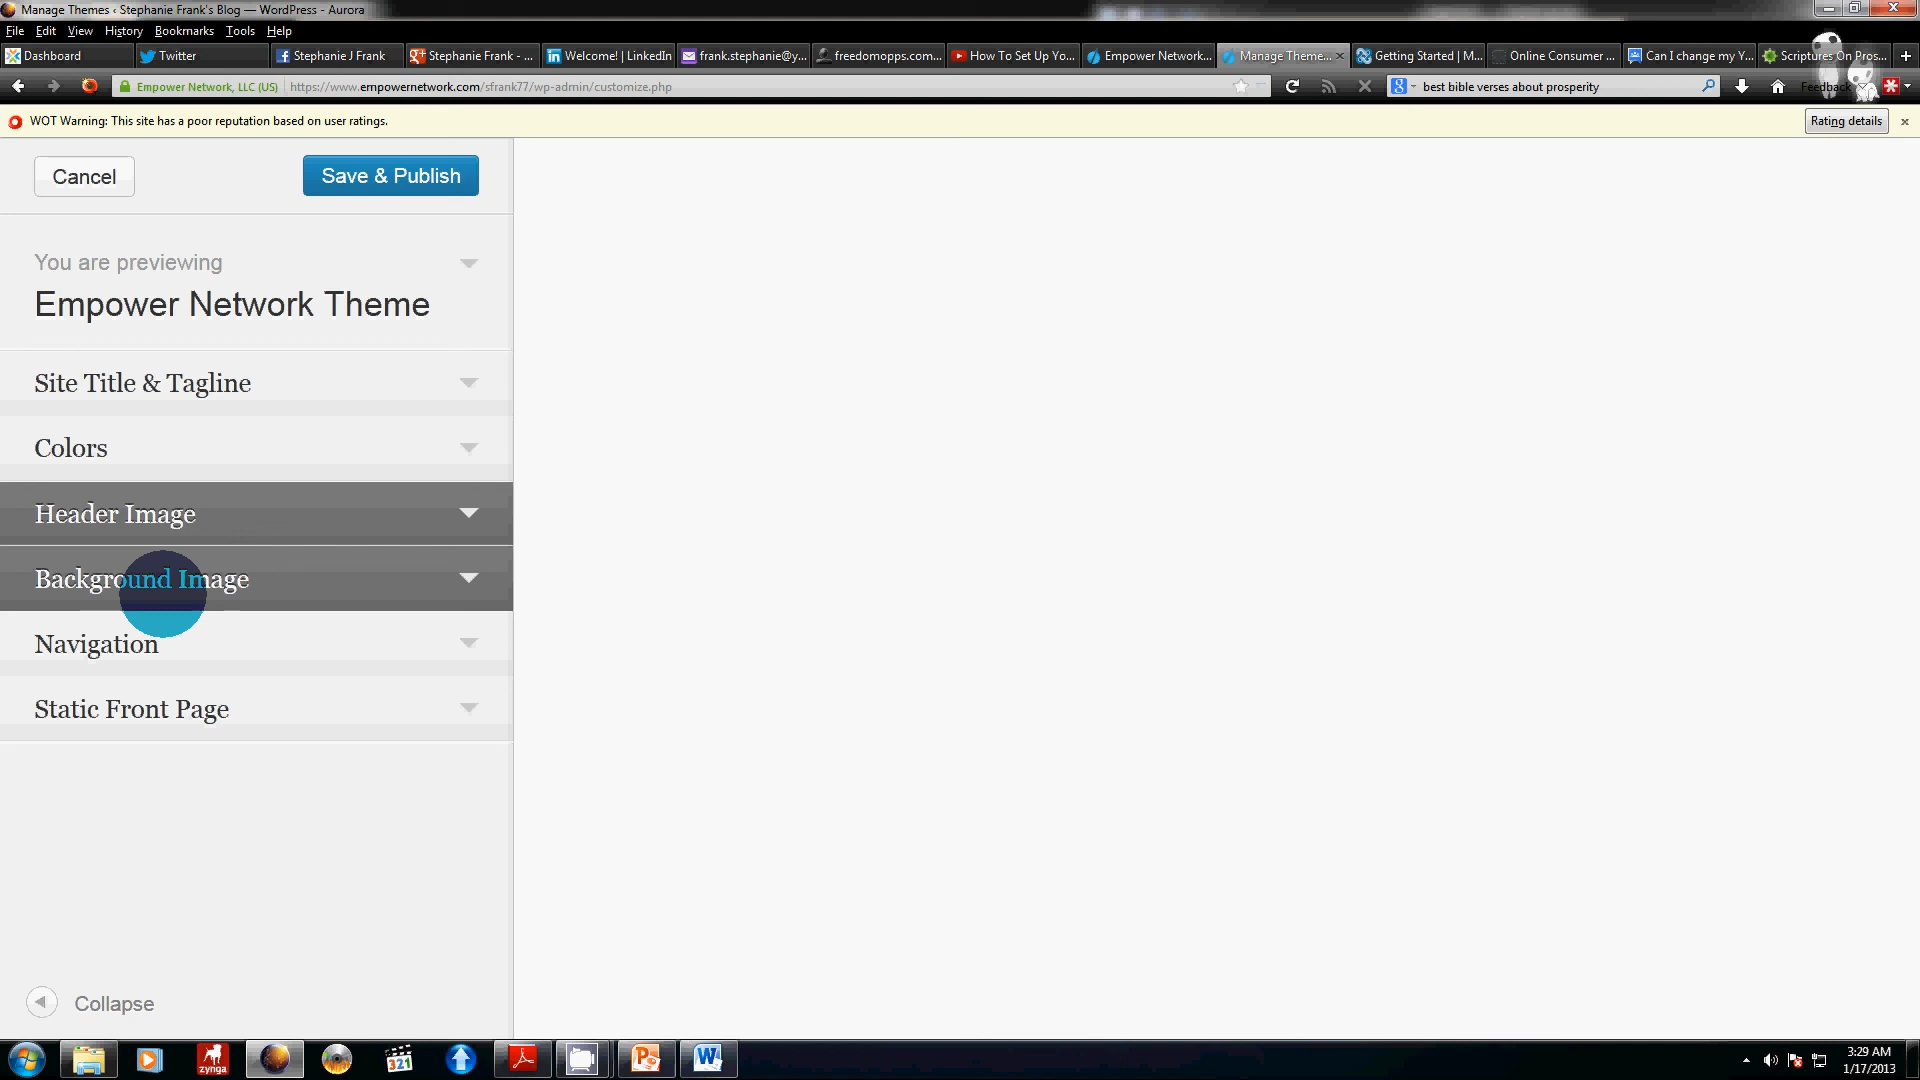 Manage Themes ‹ Stephanie Frank's Blog — WordPress - Aurora
File Edit View History Bookmarks Tools Help
Dashboard Twitter Stephanie J Frank Stephanie Frank - ... Welcome! | LinkedIn frank.stephanie@y... freedomopps.com... How To Set Up Yo... Empower Network... Manage Theme... Getting Started | M... Online Consumer ... Can I change my Y... Scriptures On Pros...
Empower Network, LLC (US) https://www.empowernetwork.com/sfrank77/wp-admin/customize.php best bible verses about prosperity Feedback
WOT Warning: This site has a poor reputation based on user ratings. Rating details
Cancel Save & Publish
You are previewing
Empower Network Theme
Site Title & Tagline
Colors
Header Image
Background Image
Navigation
Static Front Page
Collapse
zynga
321
3:29 AM
1/17/2013